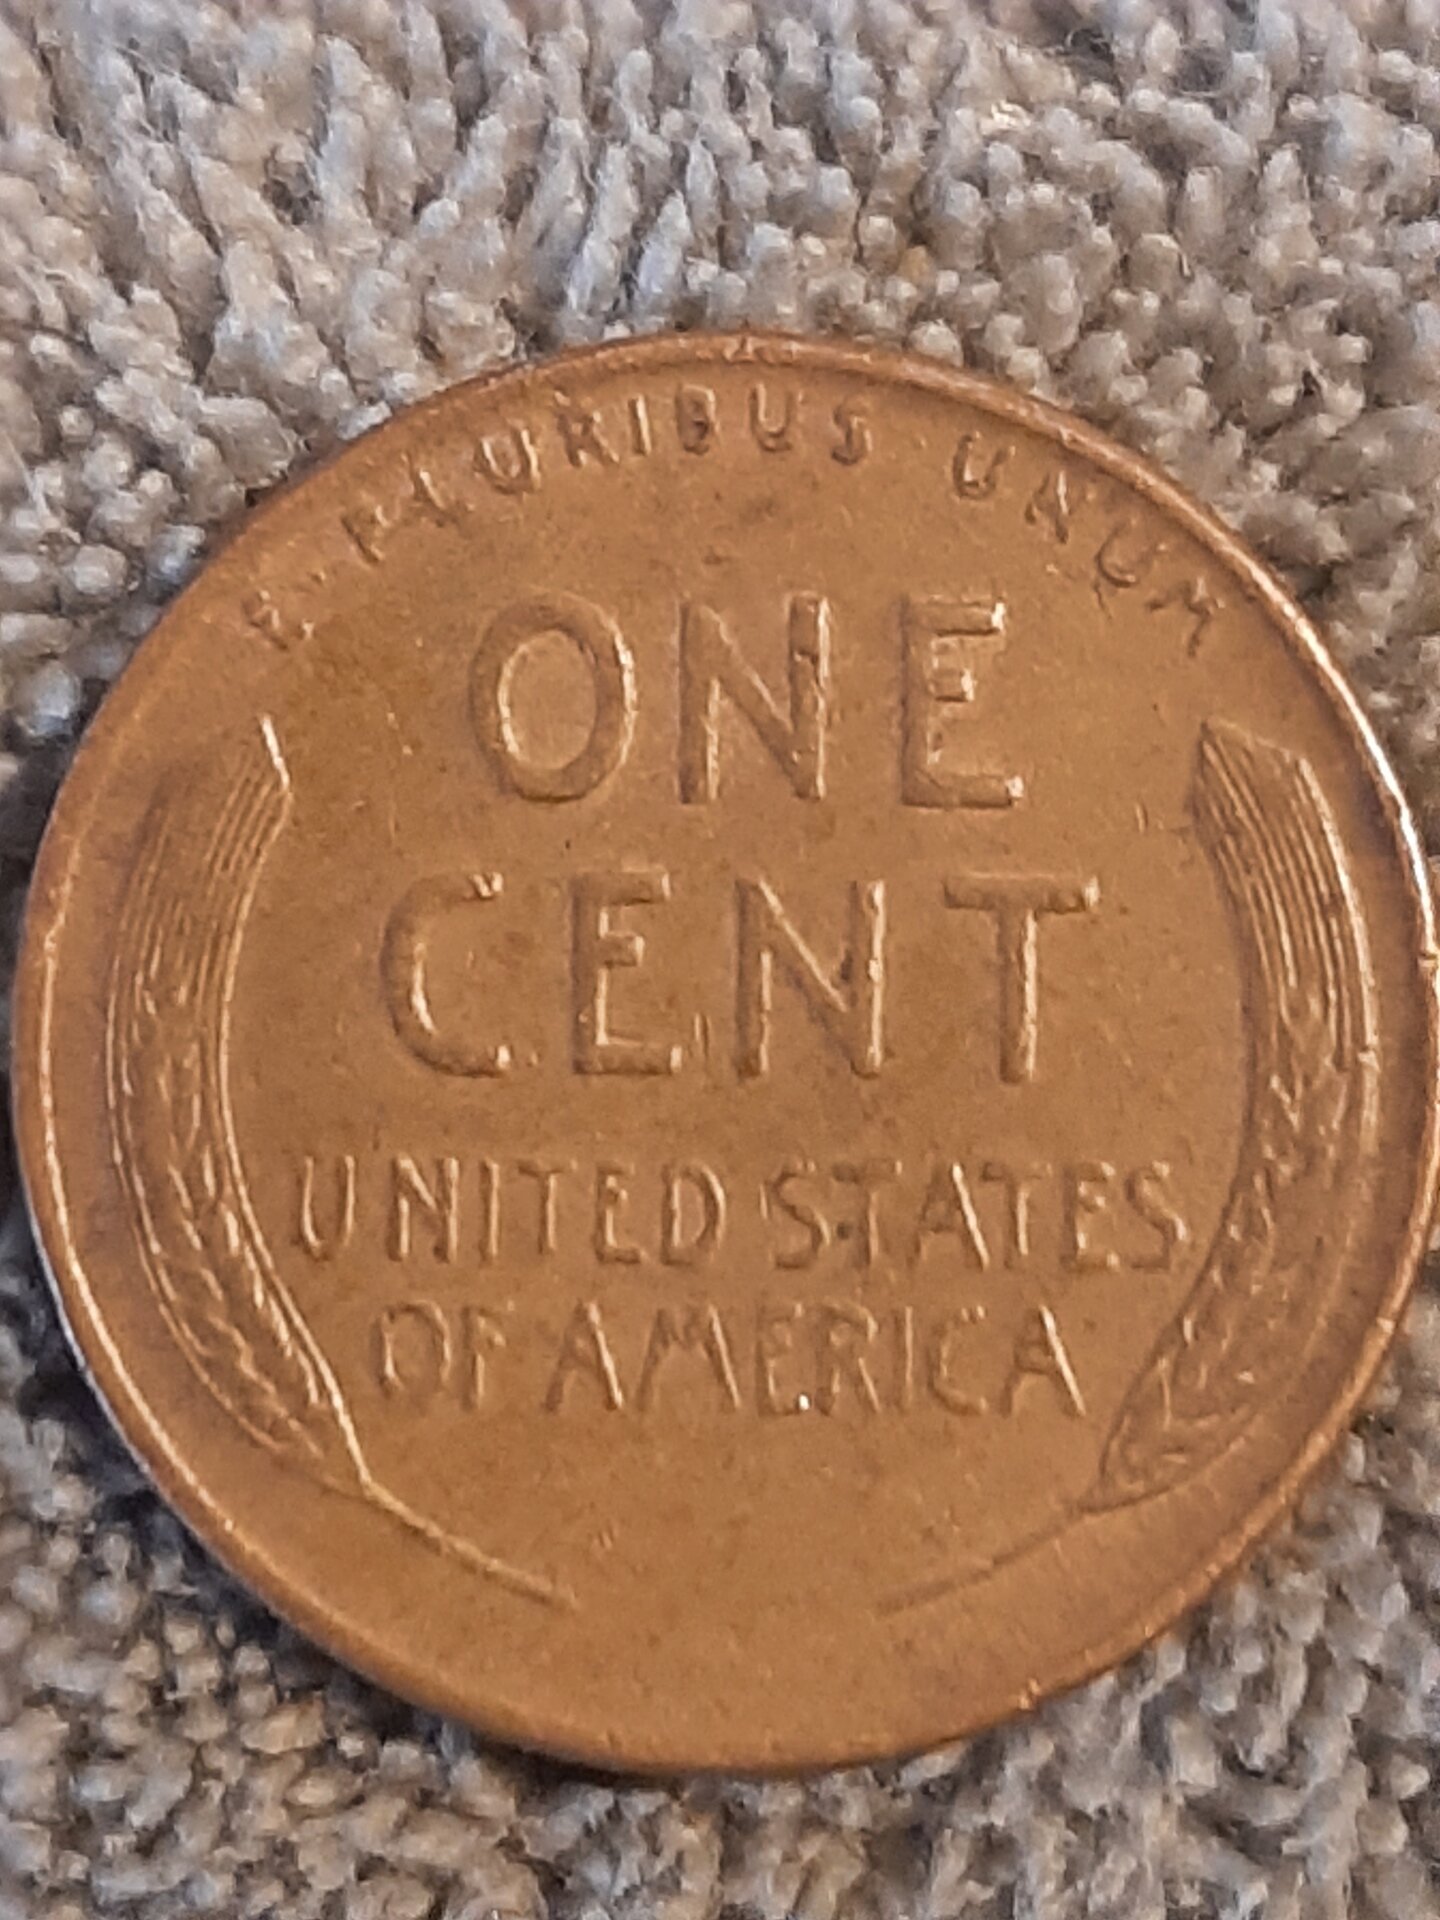 E · PLURIBUS · UNUM
ONE
CENT
UNITED STATES
OF AMERICA